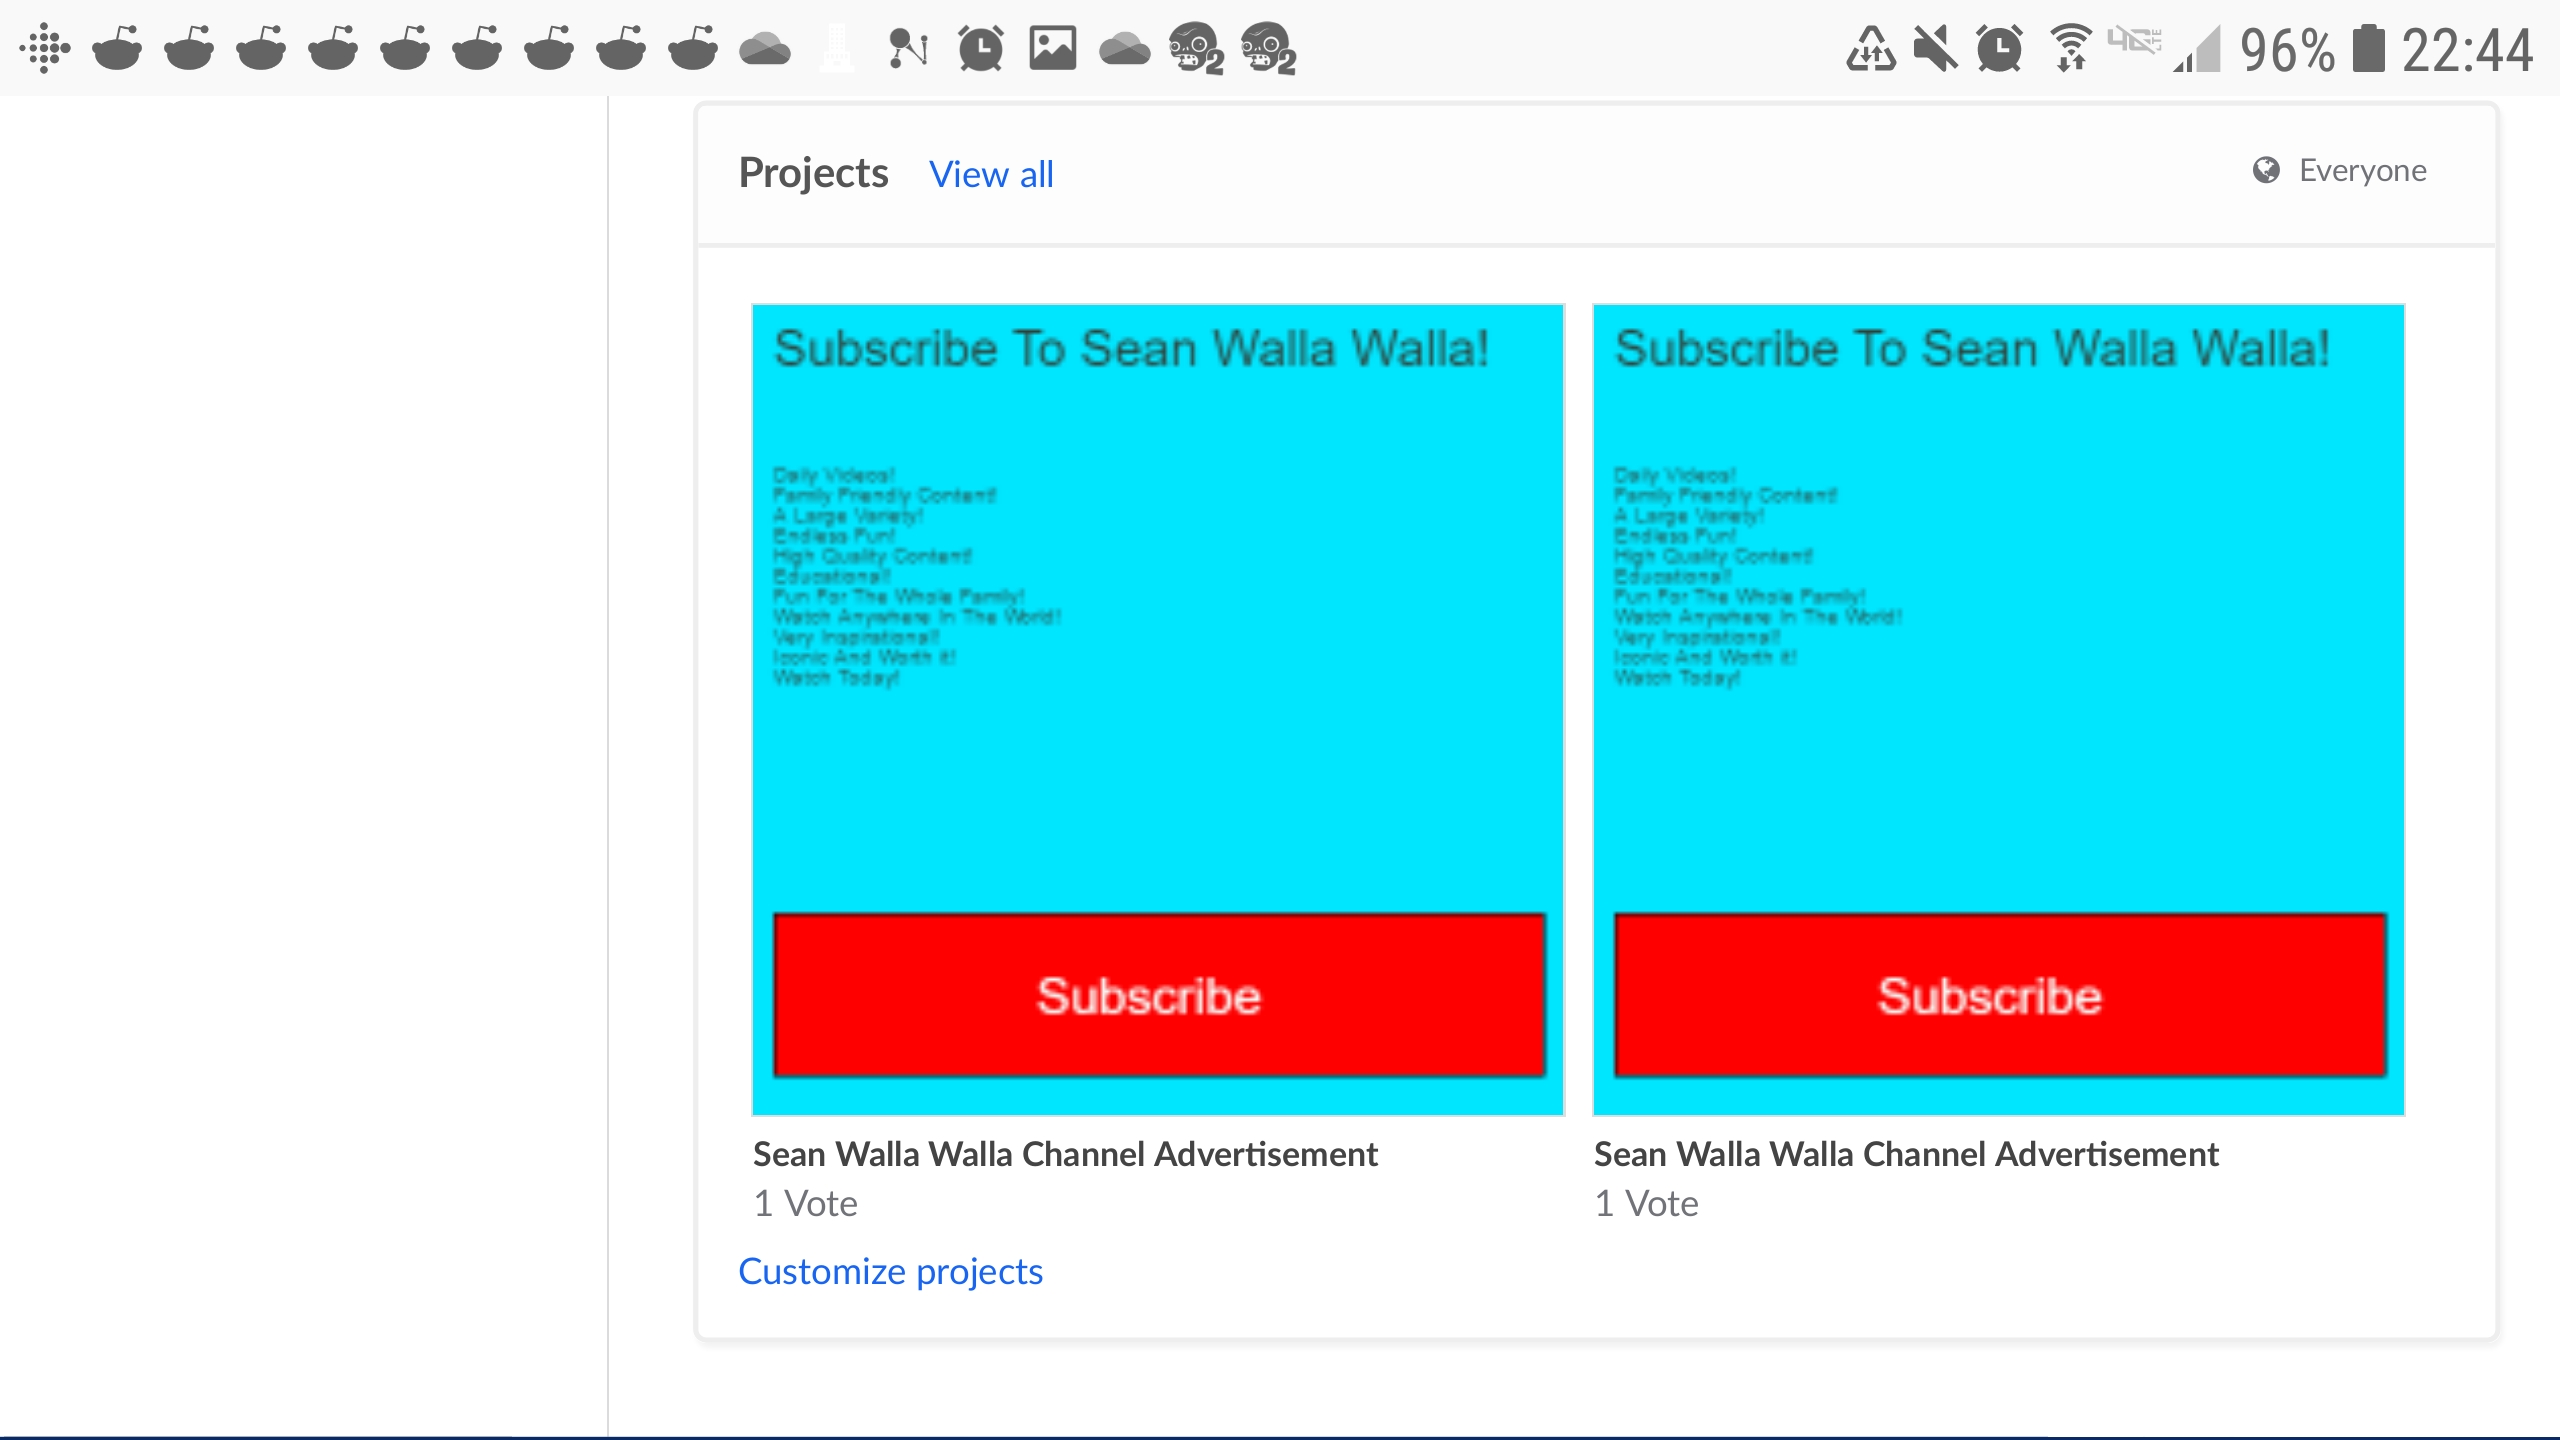 96% 22:44
Projects View all Everyone
Subscribe To Sean Walla Walla!
Daily Videos!
Family Friendly Content!
A Large Variety!
Endless Fun!
High Quality Content!
Educational!
Fun For The Whole Family!
Watch Anywhere In The World!
Very Inspirational!
Iconic And Worth It!
Watch Today!
Subscribe
Sean Walla Walla Channel Advertisement
1 Vote
Subscribe To Sean Walla Walla!
Daily Videos!
Family Friendly Content!
A Large Variety!
Endless Fun!
High Quality Content!
Educational!
Fun For The Whole Family!
Watch Anywhere In The World!
Very Inspirational!
Iconic And Worth It!
Watch Today!
Subscribe
Sean Walla Walla Channel Advertisement
1 Vote
Customize projects